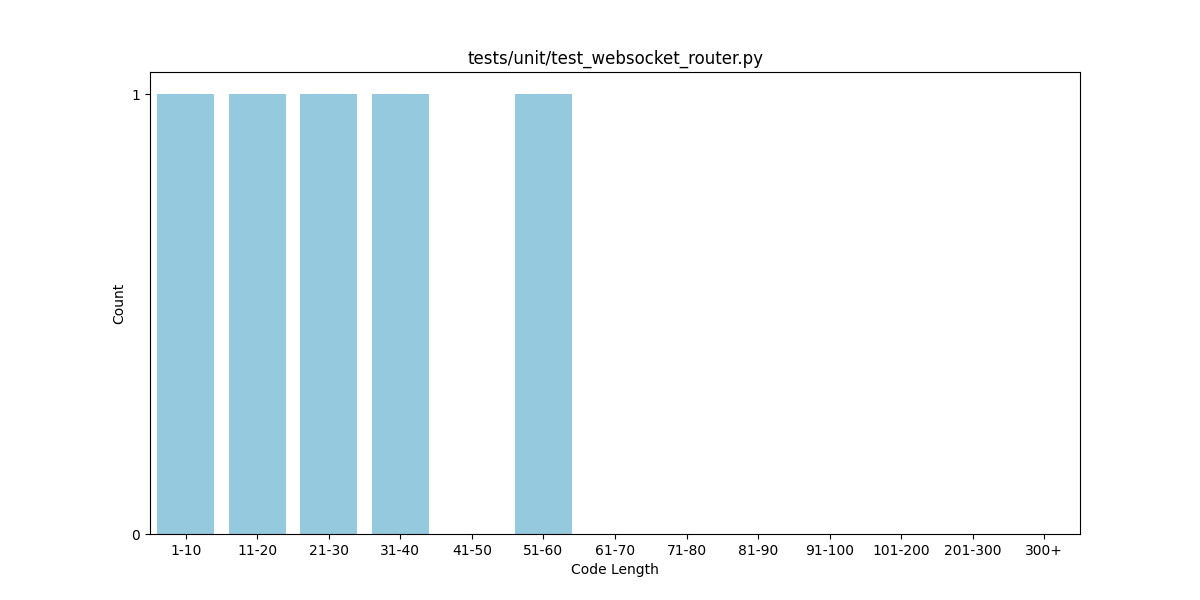 tests/unit/test_websocket_router.py
1
Count
0
1-10 11-20 21-30 31-40 41-50 51-60 61-70 71-80 81-90 91-100 101-200 201-300 300+
Code Length